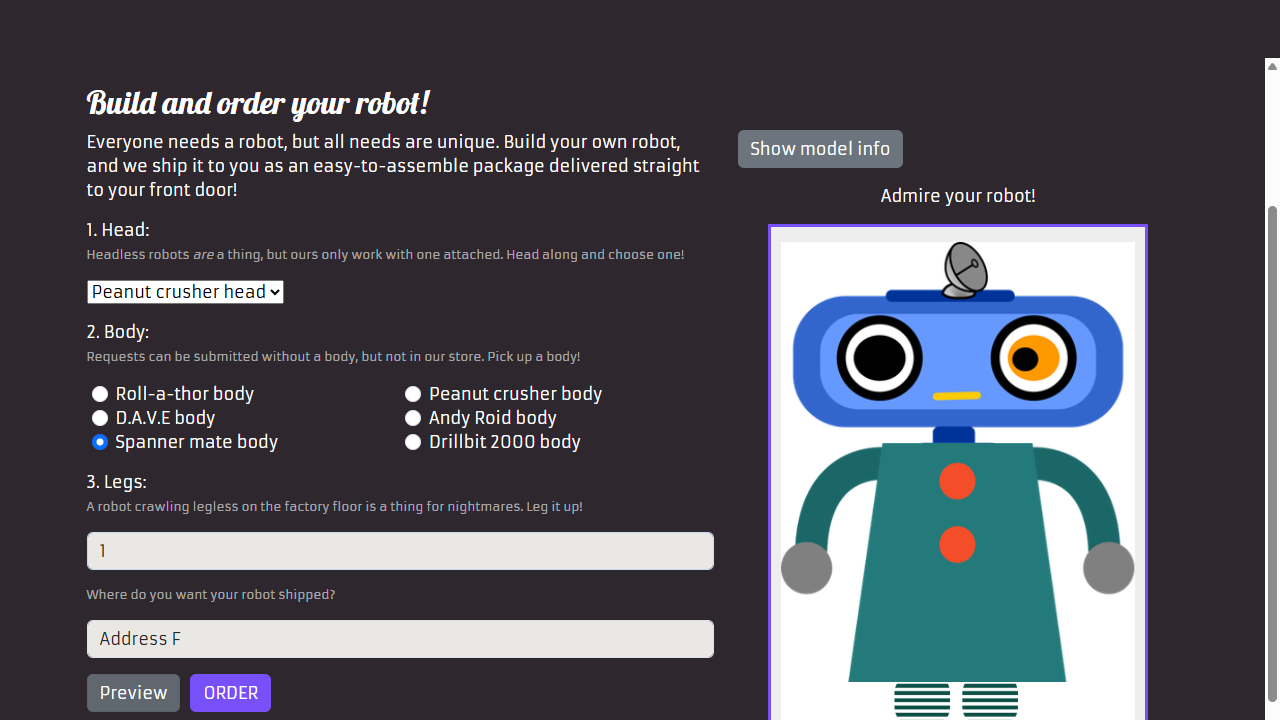 Build and order your robot!
Everyone needs a robot, but all needs are unique. Build your own robot,
and we ship it to you as an easy-to-assemble package delivered straight
to your front door!
1. Head:
Headless robots are a thing, but ours only work with one attached. Head along and choose one!
Peanut crusher head
2. Body:
Requests can be submitted without a body, but not in our store. Pick up a body!
Roll-a-thor body
Peanut crusher body
D.A.V.E body
Andy Roid body
Spanner mate body
Drillbit 2000 body
3. Legs:
A robot crawling legless on the factory floor is a thing for nightmares. Leg it up!
1
Where do you want your robot shipped?
Address F
Preview
ORDER
Show model info
Admire your robot!